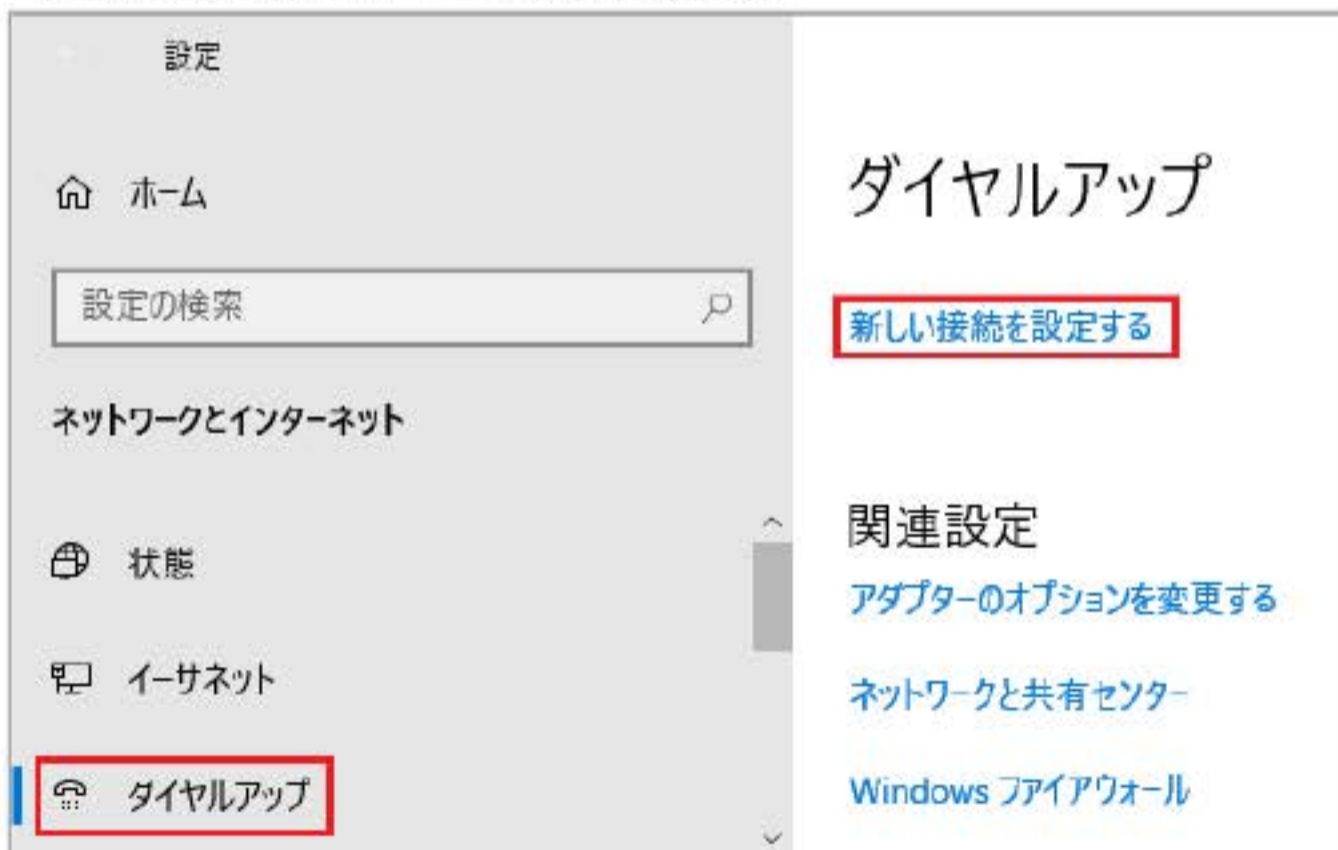 設定
ホーム
設定の検索
ネットワークとインターネット
状態
イーサネット
ダイヤルアップ
ダイヤルアップ
新しい接続を設定する
関連設定
アダプターのオプションを変更する
ネットワークと共有センター
Windows ファイアウォール